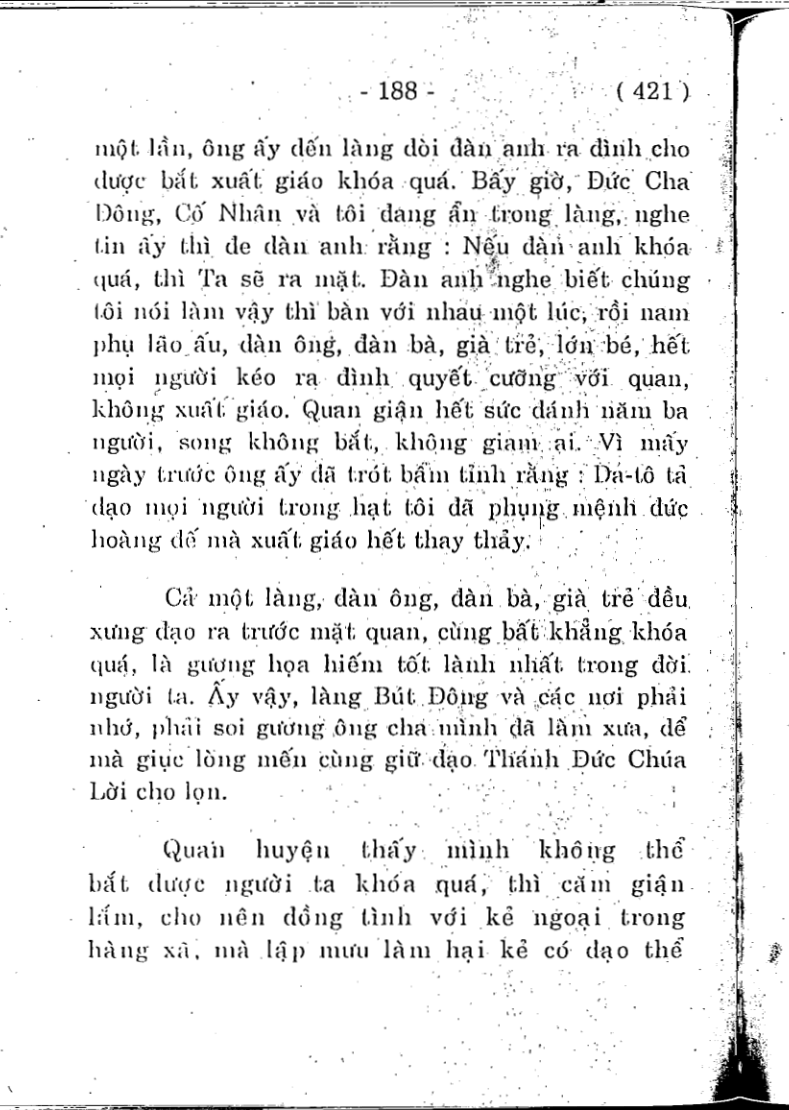 - 188 - ( 421 )
một lần, ông ấy đến làng đòi đàn anh ra đình cho
được bắt xuất giáo khóa quá. Bấy giờ, Đức Cha
Đông, Cố Nhân và tôi đang ẩn trong làng, nghe
tin ấy thì đe đàn anh rằng : Nếu đàn anh khóa
quá, thì Ta sẽ ra mặt. Đàn anh nghe biết chúng
tôi nói làm vậy thì bàn với nhau một lúc, rồi nam
phụ lão ấu, đàn ông, đàn bà, già trẻ, lớn bé, hết
mọi người kéo ra đình quyết cưỡng với quan,
không xuất giáo. Quan giận hết sức đánh năm ba
người, song không bắt, không giam ai. Vì mấy
ngày trước ông ấy đã trót bẩm tỉnh rằng : Da-tô tả
đạo mọi người trong hạt tôi đã phụng mệnh đức
hoàng đế mà xuất giáo hết thay thảy.
Cả một làng, đàn ông, đàn bà, già trẻ đều
xưng đạo ra trước mặt quan, cùng bất khẳng khóa
quá, là gương họa hiếm tốt lành nhất trong đời
người ta. Ấy vậy, làng Bút Đông và các nơi phải
nhớ, phải soi gương ông cha mình đã làm xưa, để
mà giục lòng mến cùng giữ đạo Thánh Đức Chúa
Lời cho lọn.
Quan huyện thấy mình không thể
bắt được người ta khóa quá, thì căm giận
lắm, cho nên đồng tình với kẻ ngoại trong
hàng xã, mà lập mưu làm hại kẻ có đạo thể